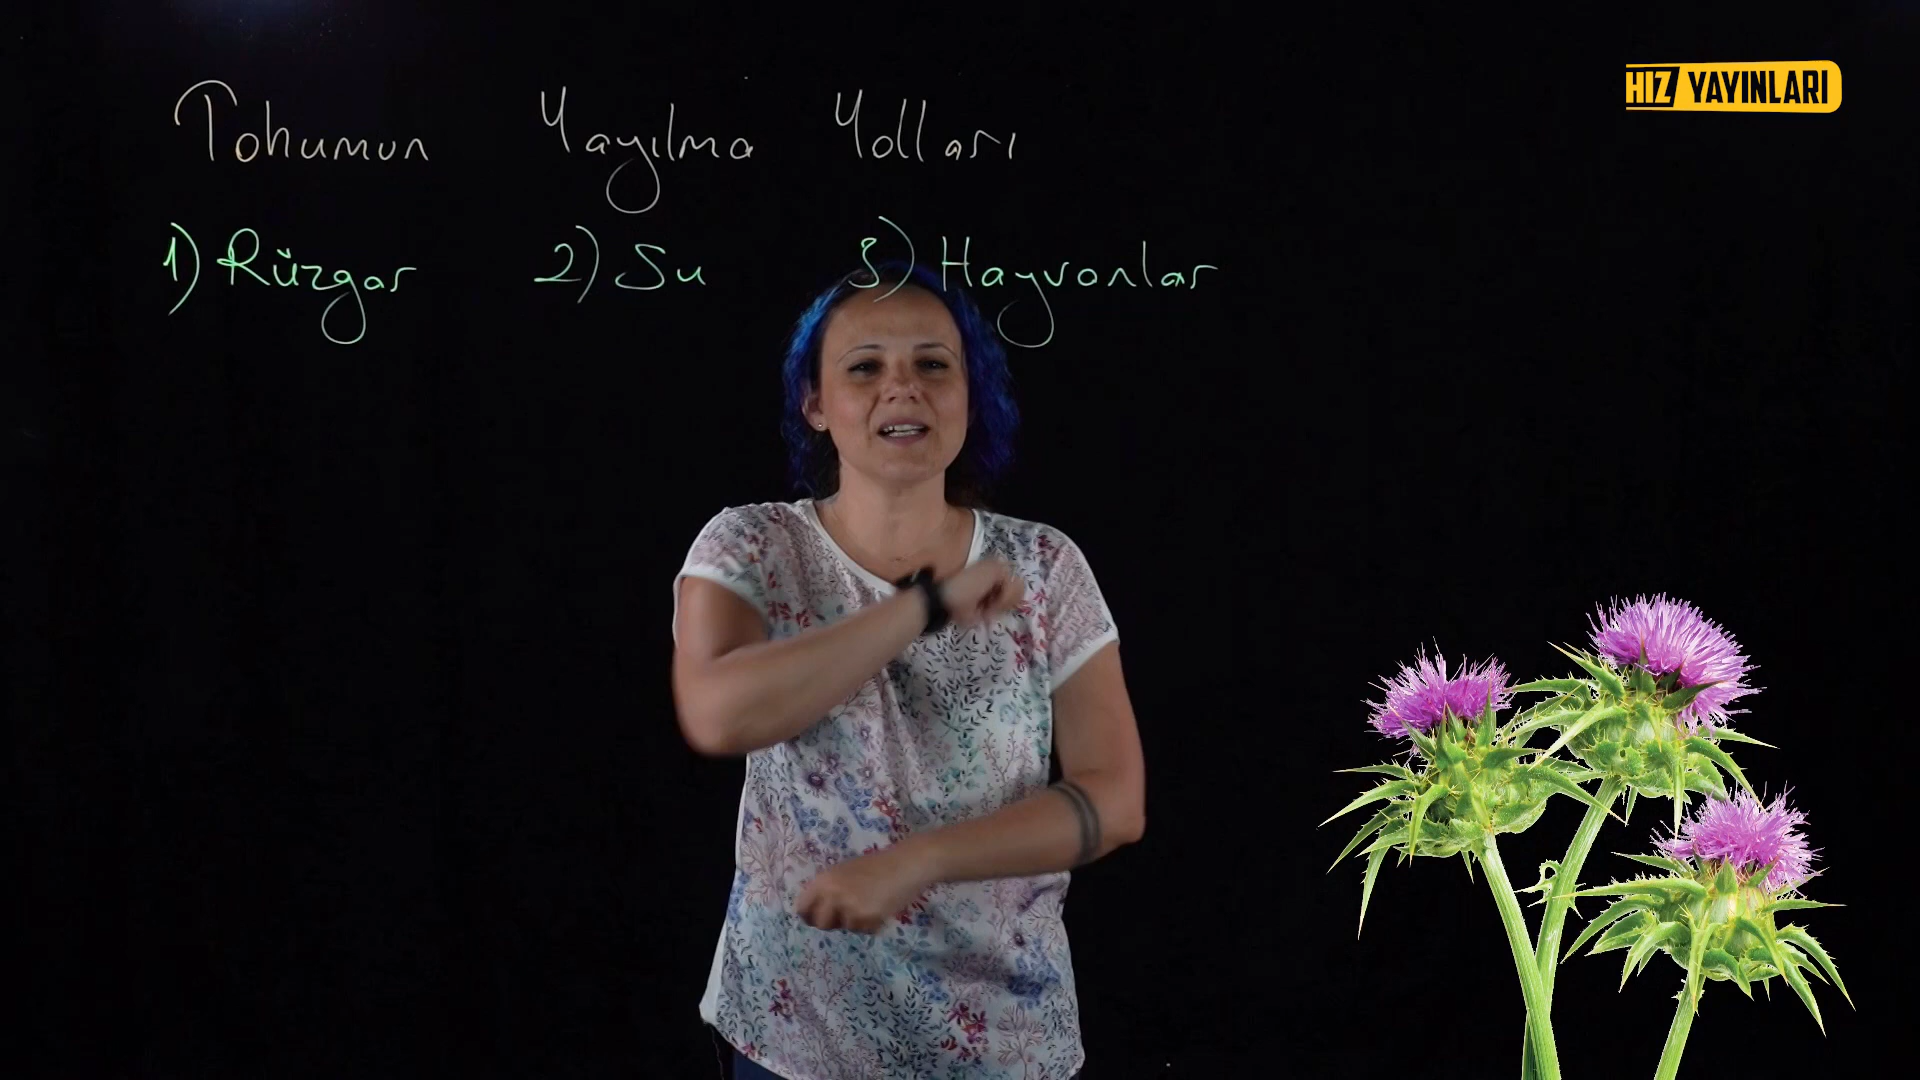 HIZ YAYINLARI
Tohumun Yayılma Yolları
1) Rüzgar 2) Su 3) Hayvanlar